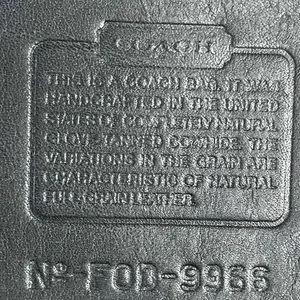 COACH
THIS IS A COACH BAG. IT WAS
HANDCRAFTED IN THE UNITED
STATES OF COMPLETELY NATURAL
GLOVE TANNED COWHIDE. THE
VARIATIONS IN THE GRAIN ARE
CHARACTERISTIC OF NATURAL
FULL GRAIN LEATHER.
Nº-FOD-9966